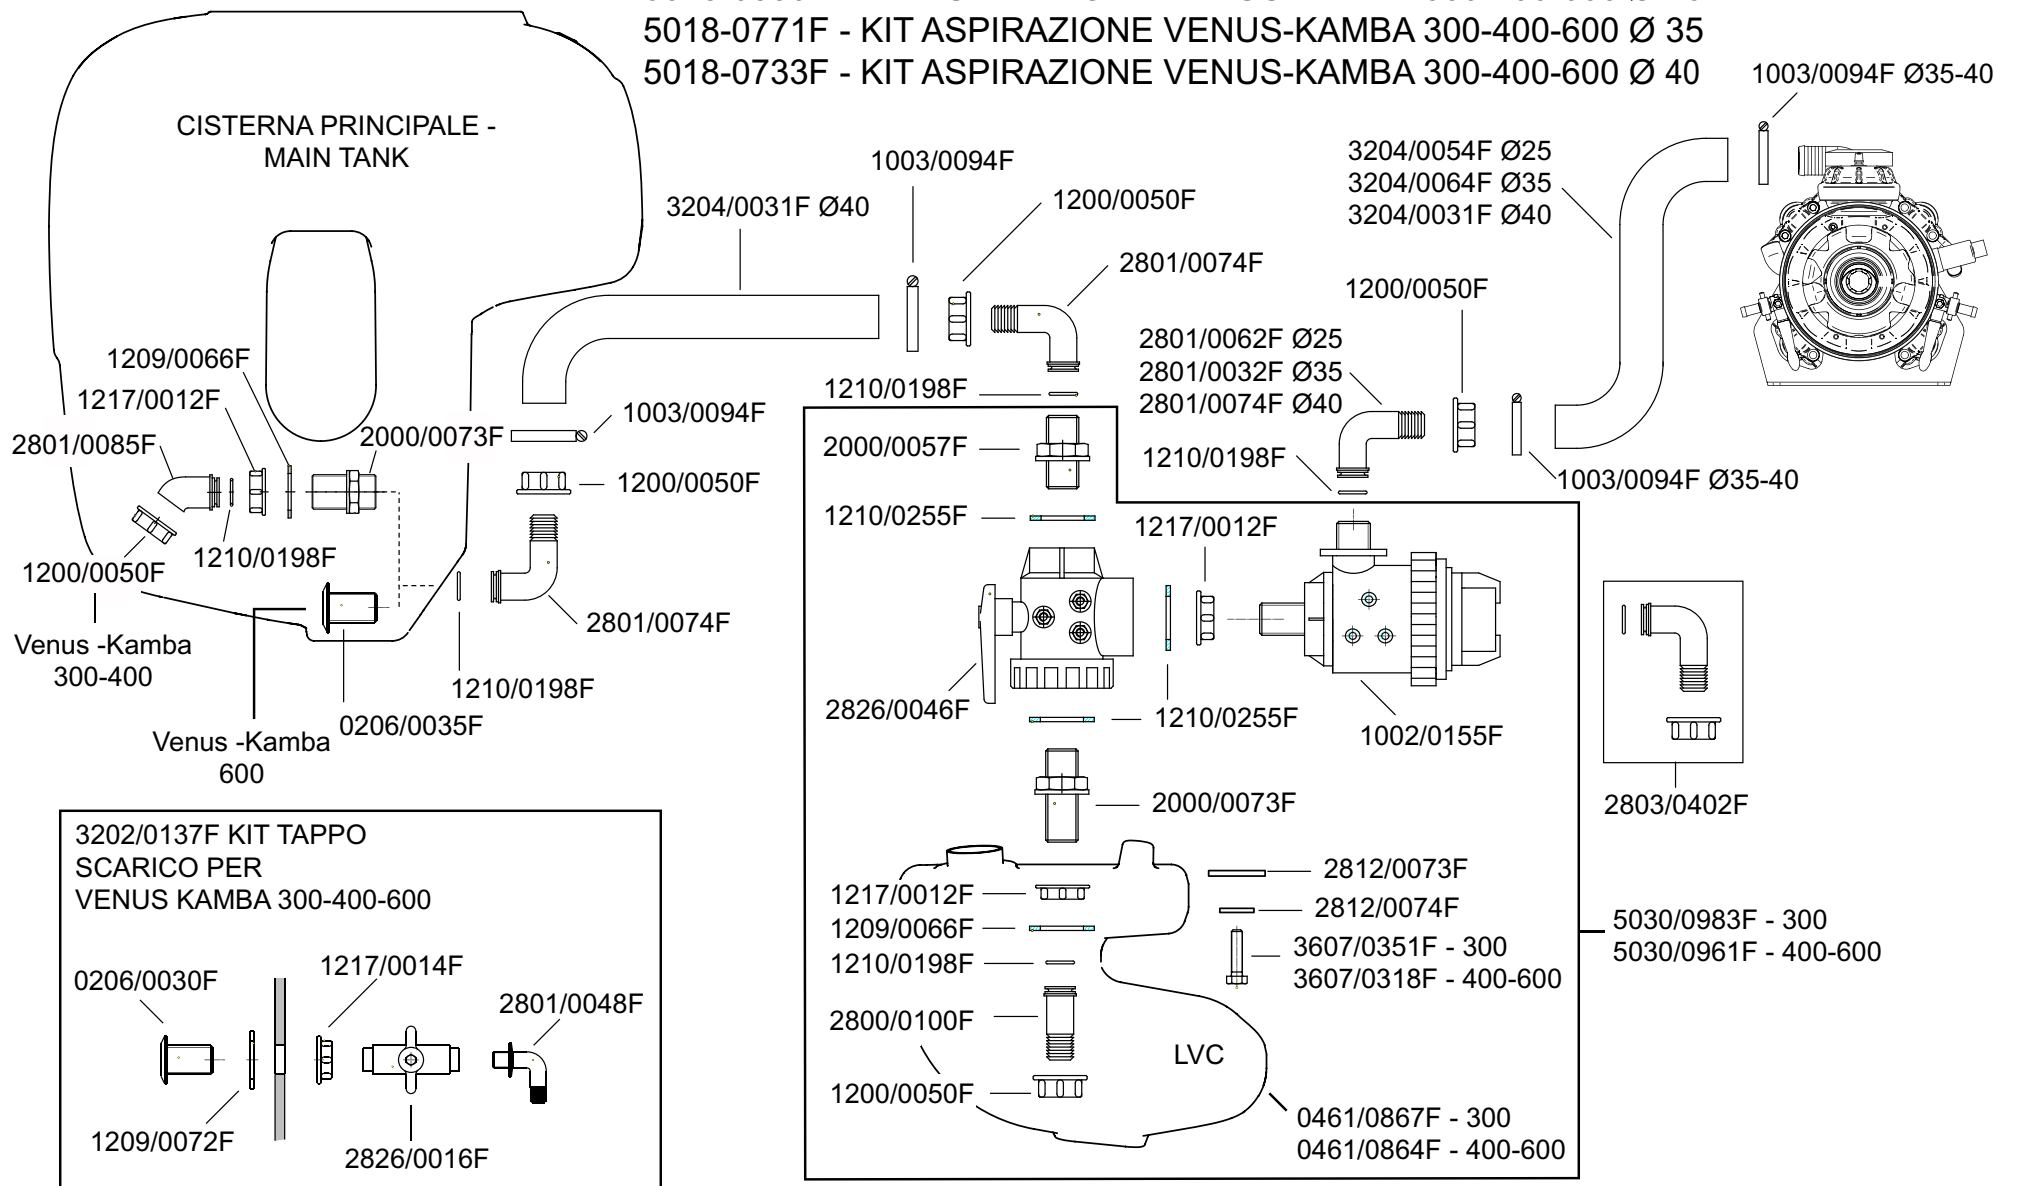 5018-0771F - KIT ASPIRAZIONE VENUS-KAMBA 300-400-600 Ø 35
5018-0733F - KIT ASPIRAZIONE VENUS-KAMBA 300-400-600 Ø 40
1003/0094F Ø35-40
CISTERNA PRINCIPALE -
MAIN TANK
1003/0094F
3204/0054F Ø25
3204/0064F Ø35
3204/0031F Ø40
3204/0031F Ø40
1200/0050F
2801/0074F
1200/0050F
2801/0062F Ø25
2801/0032F Ø35
2801/0074F Ø40
1209/0066F
1217/0012F
2801/0085F
2000/0073F
1003/0094F
1210/0198F
2000/0057F
1210/0198F
1200/0050F
1003/0094F Ø35-40
1210/0255F
1217/0012F
1210/0198F
1200/0050F
2801/0074F
Venus -Kamba
300-400
1210/0198F
0206/0035F
Venus -Kamba
600
2826/0046F
1210/0255F
1002/0155F
2000/0073F
2803/0402F
3202/0137F KIT TAPPO
SCARICO PER
VENUS KAMBA 300-400-600
0206/0030F
1217/0014F
2801/0048F
1209/0072F
2826/0016F
1217/0012F
1209/0066F
1210/0198F
2800/0100F
1200/0050F
LVC
2812/0073F
2812/0074F
3607/0351F - 300
3607/0318F - 400-600
5030/0983F - 300
5030/0961F - 400-600
0461/0867F - 300
0461/0864F - 400-600